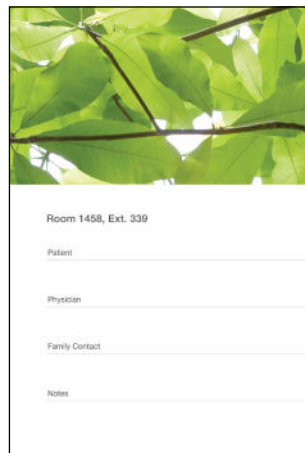 Room 1458, Ext. 339
Patient
Physician
Family Contact
Notes